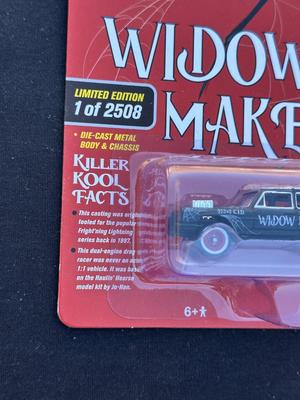 WIDOW
MAKE
LIMITED EDITION
1 of 2508
• DIE-CAST METAL
BODY & CHASSIS
KILLER
KOOL
FACTS
• This casting was origin
tooled for the popular
Fright'ning Lightning
series back in 1997.
• This dual-engine drag
racer was never an ac
1:1 vehicle. It was bas
on the Haulin' Hearse
model kit by Jo-Han.
WIDOW
6+